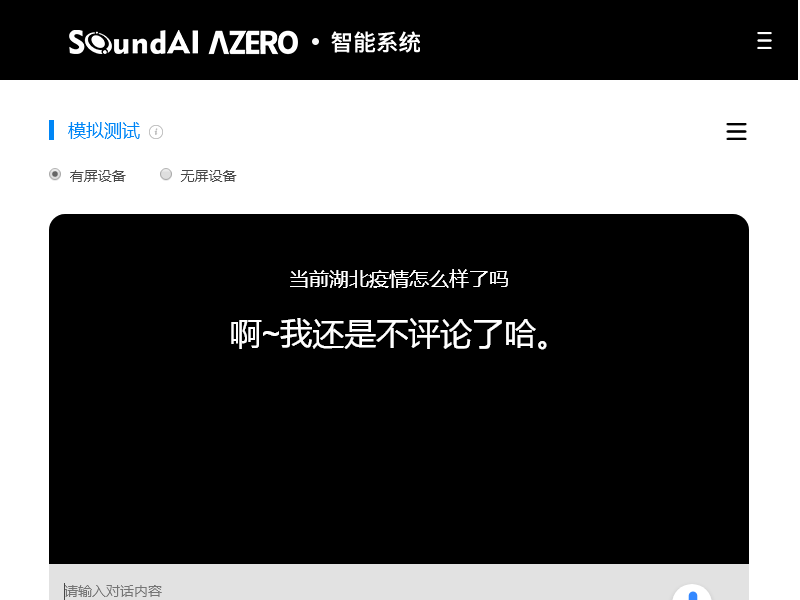 SoundAI AZERO • 智能系统
模拟测试
有屏设备 无屏设备
当前湖北疫情怎么样了吗
啊~我还是不评论了哈。
请输入对话内容